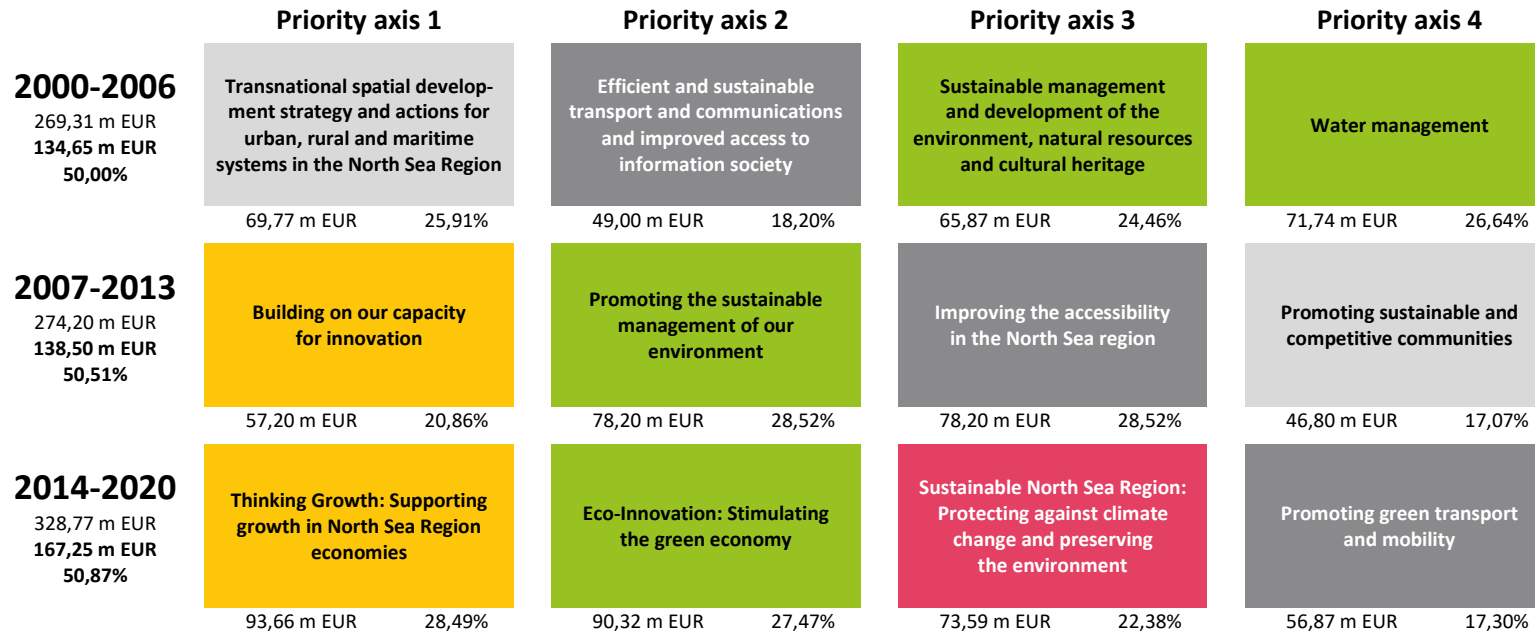 Priority axis 1
Priority axis 2
Priority axis 3
Priority axis 4
2000-2006
269,31 m EUR
134,65 m EUR
50,00%
Transnational spatial develop-
ment strategy and actions for
urban, rural and maritime
systems in the North Sea Region
69,77 m EUR 25,91%
Efficient and sustainable
transport and communications
and improved access to
information society
49,00 m EUR 18,20%
Sustainable management
and development of the
environment, natural resources
and cultural heritage
65,87 m EUR 24,46%
Water management
71,74 m EUR 26,64%
2007-2013
274,20 m EUR
138,50 m EUR
50,51%
Building on our capacity
for innovation
57,20 m EUR 20,86%
Promoting the sustainable
management of our
environment
78,20 m EUR 28,52%
Improving the accessibility
in the North Sea region
78,20 m EUR 28,52%
Promoting sustainable and
competitive communities
46,80 m EUR 17,07%
2014-2020
328,77 m EUR
167,25 m EUR
50,87%
Thinking Growth: Supporting
growth in North Sea Region
economies
93,66 m EUR 28,49%
Eco-Innovation: Stimulating
the green economy
90,32 m EUR 27,47%
Sustainable North Sea Region:
Protecting against climate
change and preserving
the environment
73,59 m EUR 22,38%
Promoting green transport
and mobility
56,87 m EUR 17,30%